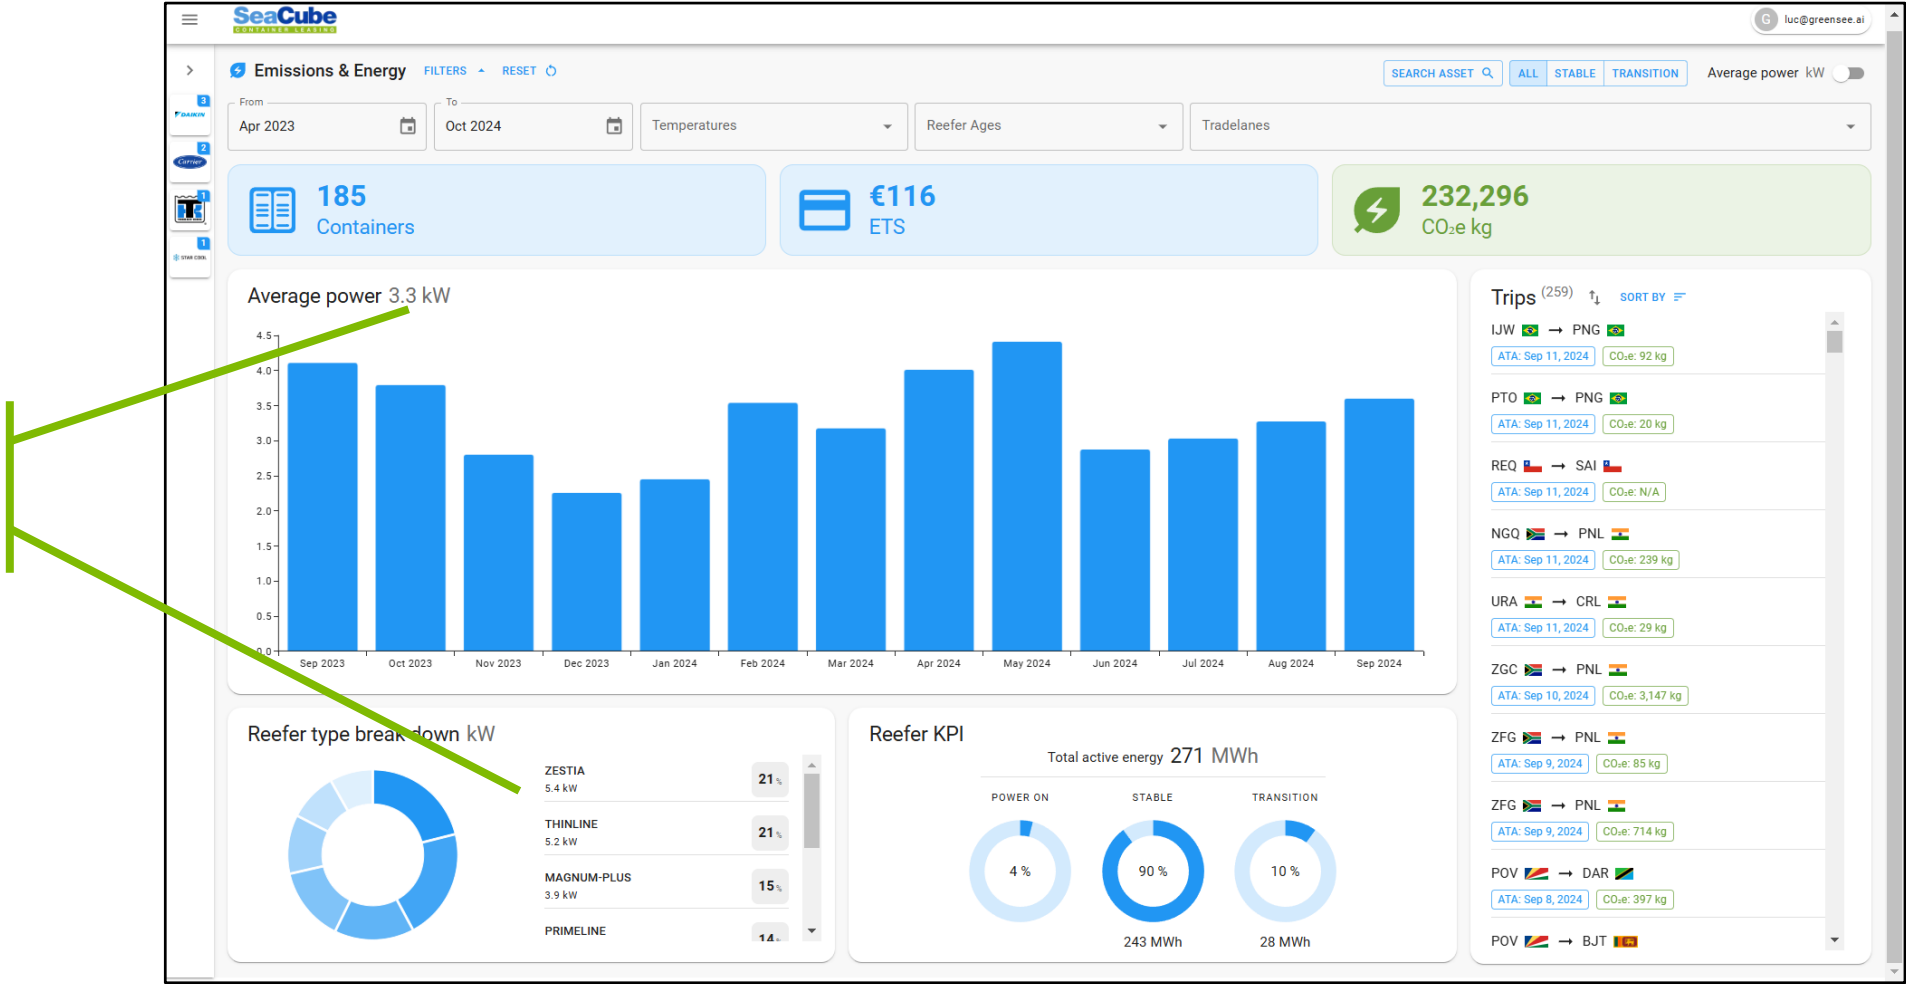 SeaCube
CONTAINER LEASING
G luc@greensee.ai
Emissions & Energy FILTERS RESET
SEARCH ASSET ALL STABLE TRANSITION Average power kW
From
Apr 2023
To
Oct 2024
Temperatures
Reefer Ages
Tradelanes
3
DAIKIN
2
Carrier
1
TK
1
STAR COOL
185
Containers
€116
ETS
232,296
CO₂e kg
Average power 3.3 kW
4.5
4.0
3.5
3.0
2.5
2.0
1.5
1.0
0.5
0.0
Sep 2023 Oct 2023 Nov 2023 Dec 2023 Jan 2024 Feb 2024 Mar 2024 Apr 2024 May 2024 Jun 2024 Jul 2024 Aug 2024 Sep 2024
Reefer type breakdown kW
ZESTIA
5.4 kW
21%
THINLINE
5.2 kW
21%
MAGNUM-PLUS
3.9 kW
15%
PRIMELINE
14%
Reefer KPI
Total active energy 271 MWh
POWER ON STABLE TRANSITION
4 % 90 % 10 %
243 MWh 28 MWh
Trips (259) SORT BY
IJW → PNG
ATA: Sep 11, 2024 CO₂e: 92 kg
PTO → PNG
ATA: Sep 11, 2024 CO₂e: 20 kg
REQ → SAI
ATA: Sep 11, 2024 CO₂e: N/A
NGQ → PNL
ATA: Sep 11, 2024 CO₂e: 239 kg
URA → CRL
ATA: Sep 11, 2024 CO₂e: 29 kg
ZGC → PNL
ATA: Sep 10, 2024 CO₂e: 3,147 kg
ZFG → PNL
ATA: Sep 9, 2024 CO₂e: 85 kg
ZFG → PNL
ATA: Sep 9, 2024 CO₂e: 714 kg
POV → DAR
ATA: Sep 8, 2024 CO₂e: 397 kg
POV → BJT